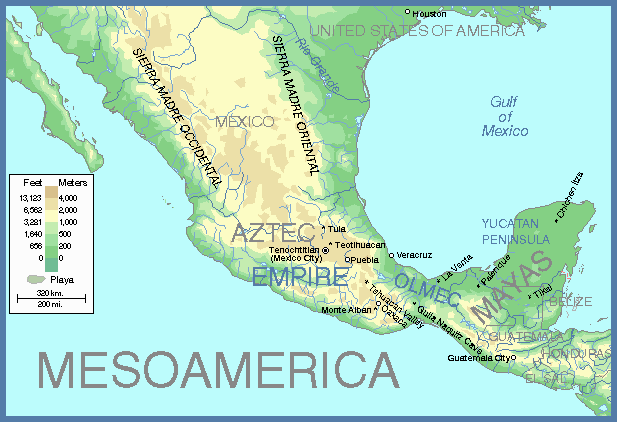 Houston
UNITED STATES OF AMERICA
Rio Grande
SIERRA MADRE OCCIDENTAL
SIERRA MADRE ORIENTAL
Gulf
of
Mexico
MEXICO
Feet Meters
13,123 4,000
6,562 2,000
3,281 1,000
1,640 500
656 200
0 0
Playa
320 km.
200 mi.
Chichen Itza
YUCATAN
PENINSULA
AZTEC
EMPIRE
Tula
Teotihuacan
Tenochtitlan
(Mexico City)
Puebla
Veracruz
La Venta
Palenque
OLMEC
MAYAS
Tikal
BELIZE
Tehuacan Valley
Oaxaca
Monte Alban
Guila Naquitz Cave
GUATEMALA
Guatemala City
HONDURAS
EL SAL.
MESOAMERICA